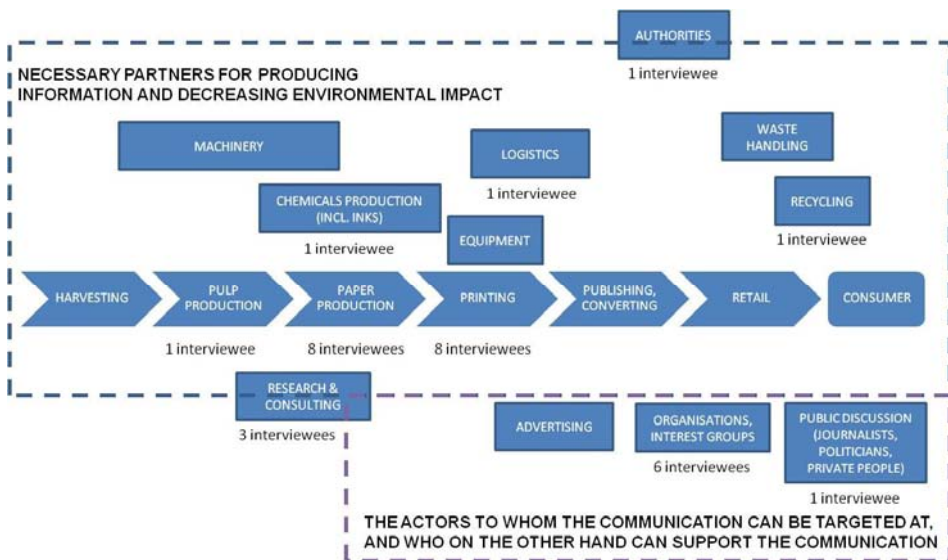 AUTHORITIES
1 interviewee
NECESSARY PARTNERS FOR PRODUCING
INFORMATION AND DECREASING ENVIRONMENTAL IMPACT
MACHINERY
LOGISTICS
1 interviewee
WASTE
HANDLING
CHEMICALS PRODUCTION
(INCL. INKS)
1 interviewee
EQUIPMENT
RECYCLING
1 interviewee
HARVESTING
PULP
PRODUCTION
PAPER
PRODUCTION
PRINTING
PUBLISHING,
CONVERTING
RETAIL
CONSUMER
1 interviewee
8 interviewees
8 interviewees
RESEARCH &
CONSULTING
3 interviewees
ADVERTISING
ORGANISATIONS,
INTEREST GROUPS
6 interviewees
PUBLIC DISCUSSION
(JOURNALISTS,
POLITICIANS,
PRIVATE PEOPLE)
1 interviewee
THE ACTORS TO WHOM THE COMMUNICATION CAN BE TARGETED AT,
AND WHO ON THE OTHER HAND CAN SUPPORT THE COMMUNICATION